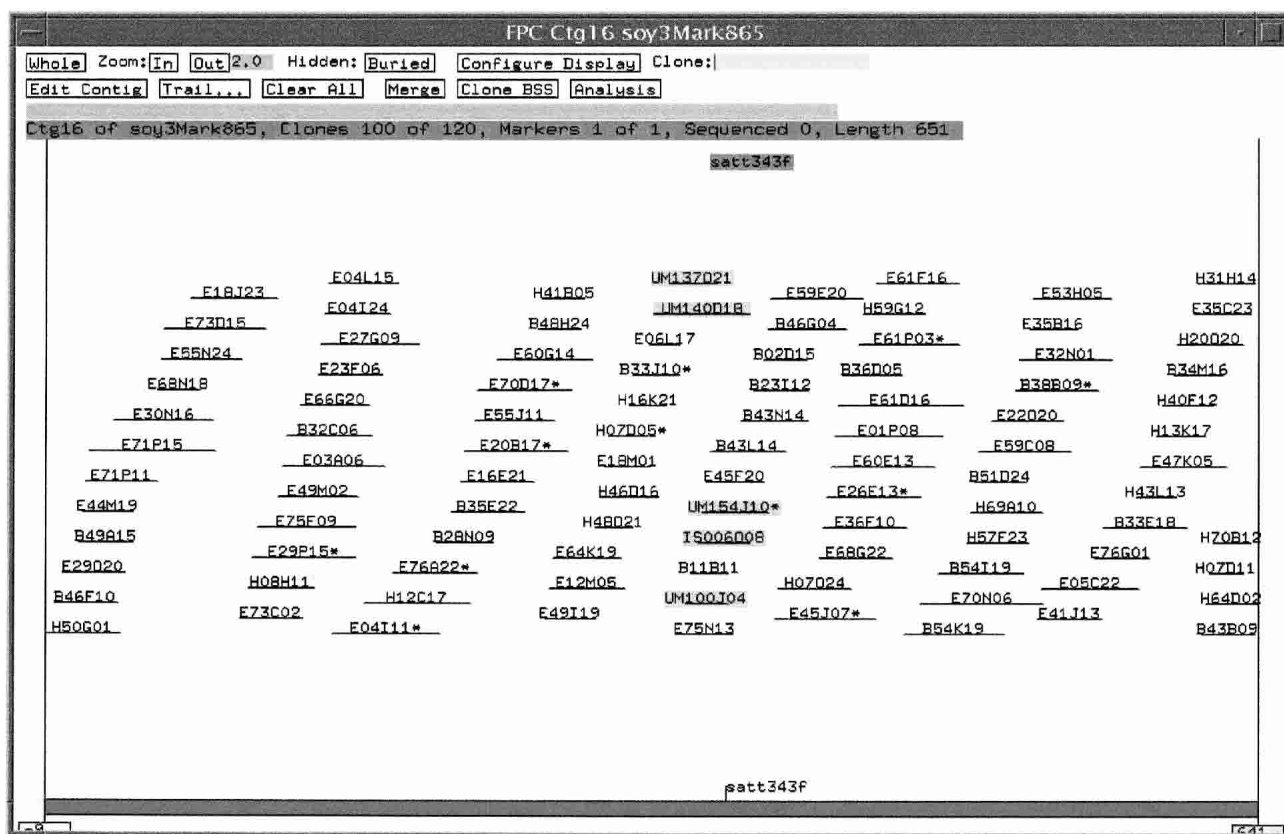 FPC Ctg16 soy3Mark865
Whole Zoom: In Out 2.0 Hidden: Buried Configure Display Clone:
Edit Contig Trail... Clear All Merge Clone BSS Analysis
Ctg16 of soy3Mark865, Clones 100 of 120, Markers 1 of 1, Sequenced 0, Length 651
satt343f
E04L15 UM137O21 E61F16 H31H14
E18J23 H41B05 E59E20 E53H05
E04I24 UM140D18 H59G12 E35C23
E73D15 B48H24 B46G04 E35B16
E27G09 E06L17 E61P03* H20O20
E55N24 E60G14 B02D15 E32N01
E23F06 B33J10* B36D05 B34M16
E68N18 E70D17* B23I12 B38B09*
E66G20 H16K21 E61D16 H40F12
E30N16 E55J11 B43N14 E22O20
B32C06 H07D05* E01P08 H13K17
E71P15 E20B17* B43L14 E59C08
E03A06 E18M01 E60E13 E47K05
E71P11 E16E21 E45F20 B51D24
E49M02 H46D16 E26E13* H43L13
E44M19 B35E22 UM154J10* H69A10
E75F09 H48D21 E36F10 B33E18
B49A15 B28N09 IS006O08 H57F23 H70B12
E29P15* E64K19 E68G22 E76G01
E29O20 E76A22* B11B11 B54I19 H07D11
H08H11 E12M05 H07O24 E05C22
B46F10 H12C17 UM100J04 E70N06 H64D02
E73C02 E49I19 E45J07* E41J13
H50G01 E04I11* E75N13 B54K19 B43B09
satt343f